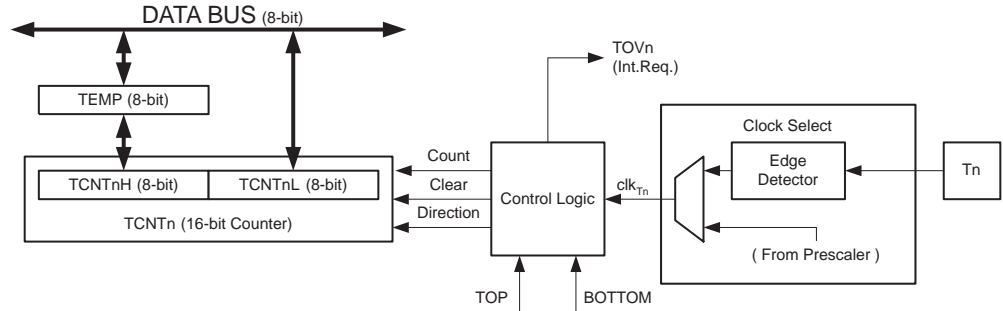 DATA BUS (8-bit)
TOVn
(Int.Req.)
TEMP (8-bit)
Clock Select
Count
Edge
Detector
Tn
TCNTnH (8-bit)
TCNTnL (8-bit)
Clear
Control Logic
clkTn
TCNTn (16-bit Counter)
Direction
( From Prescaler )
TOP
BOTTOM